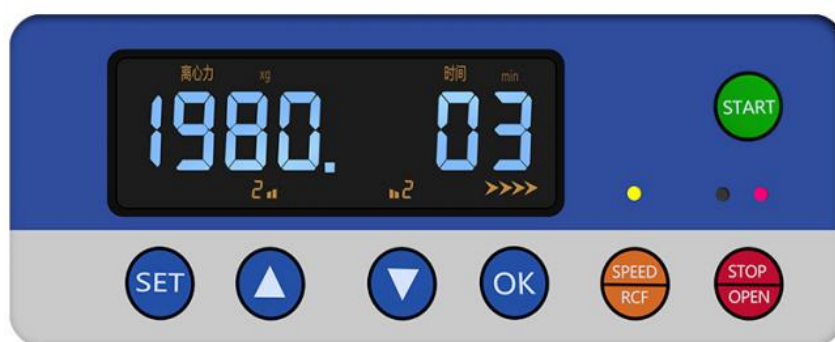 离心力 xg 时间 min
1980. 03
2 2 >>>>
START
SET OK SPEED STOP
RCF OPEN